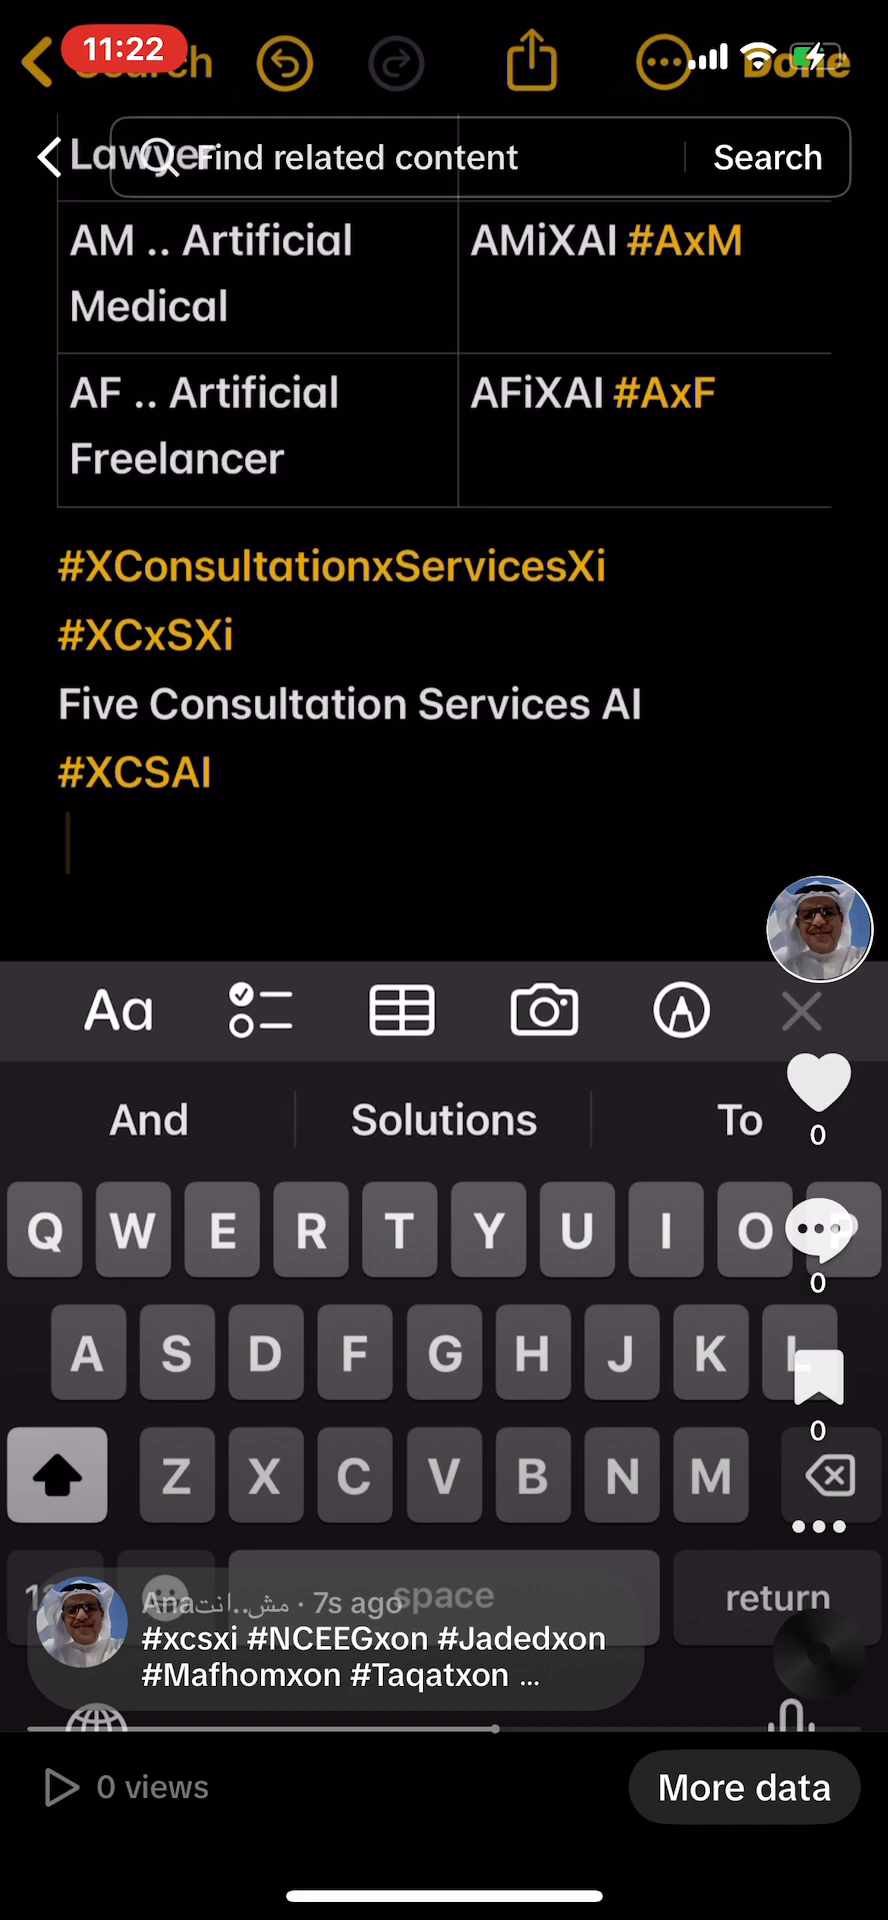 11:22
Search
Done
Lawyer
Find related content
Search
AM .. Artificial
Medical
AMiXAI #AxM
AF .. Artificial
Freelancer
AFiXAI #AxF
#XConsultationxServicesXi
#XCxSXi
Five Consultation Services AI
#XCSAI
Aa
And
Solutions
To
0
Q W E R T Y U I O P
0
A S D F G H J K L
0
Z X C V B N M
space
return
Anaمش..انت · 7s ago
#xcsxi #NCEEGxon #Jadedxon
#Mafhomxon #Taqatxon ...
0 views
More data